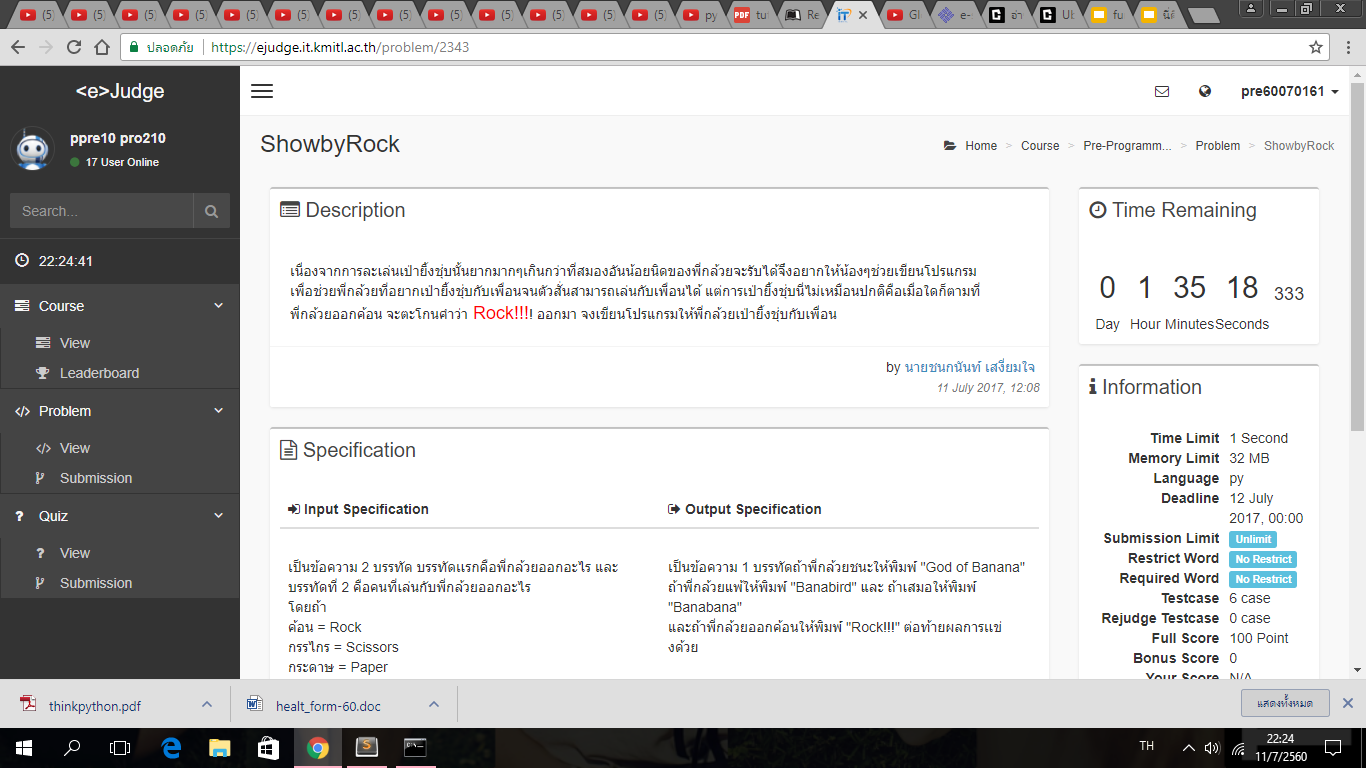 (5)
(5)
(5)
(5)
(5)
(5)
(5)
(5)
(5)
(5)
(5)
(5)
(5)
py
PDF
tu
Re
e-
อ่า
fu
ปลอดภัย
https://ejudge.it.kmitl.ac.th/problem/2343
<e>Judge
pre60070161
ppre10 pro210
17 User Online
Search...
22:24:41
Course
View
Leaderboard
Problem
View
Submission
Quiz
View
Submission
ShowbyRock
Home > Course > Pre-Programm... > Problem > ShowbyRock
Description
เนื่องจากการละเล่นเป่ายิ้งชุ่บนั้นยากมากๆเกินกว่าที่สมองอันน้อยนิดของพี่กล้วยจะรับได้จึงอยากให้น้องๆช่วยเขียนโปรแกรม
เพื่อช่วยพี่กล้วยที่อยากเป่ายิ้งชุ่บกับเพื่อนจนตัวสั่นสามารถเล่นกับเพื่อนได้ แต่การเป่ายิ้งชุ่บนี้ไม่เหมือนปกติคือเมื่อใดก็ตามที่
พี่กล้วยออกค้อน จะตะโกนคำว่า Rock!!!! ออกมา จงเขียนโปรแกรมให้พี่กล้วยเป่ายิ้งชุ่บกับเพื่อน
by นายชนกนันท์ เสงี่ยมใจ
11 July 2017, 12:08
Specification
Input Specification
เป็นข้อความ 2 บรรทัด บรรทัดแรกคือพี่กล้วยออกอะไร และ
บรรทัดที่ 2 คือคนที่เล่นกับพี่กล้วยออกอะไร
โดยถ้า
ค้อน = Rock
กรรไกร = Scissors
กระดาษ = Paper
Output Specification
เป็นข้อความ 1 บรรทัดถ้าพี่กล้วยชนะให้พิมพ์ "God of Banana"
ถ้าพี่กล้วยแพ้ให้พิมพ์ "Banabird" และ ถ้าเสมอให้พิมพ์
"Banabana"
และถ้าพี่กล้วยออกค้อนให้พิมพ์ "Rock!!!" ต่อท้ายผลการแข่
งด้วย
Time Remaining
0 1 35 18 333
Day Hour Minutes Seconds
Information
Time Limit 1 Second
Memory Limit 32 MB
Language py
Deadline 12 July
2017, 00:00
Submission Limit Unlimit
Restrict Word No Restrict
Required Word No Restrict
Testcase 6 case
Rejudge Testcase 0 case
Full Score 100 Point
Bonus Score 0
Your Score N/A
thinkpython.pdf
healt_form-60.doc
แสดงทั้งหมด
TH
22:24
11/7/2560